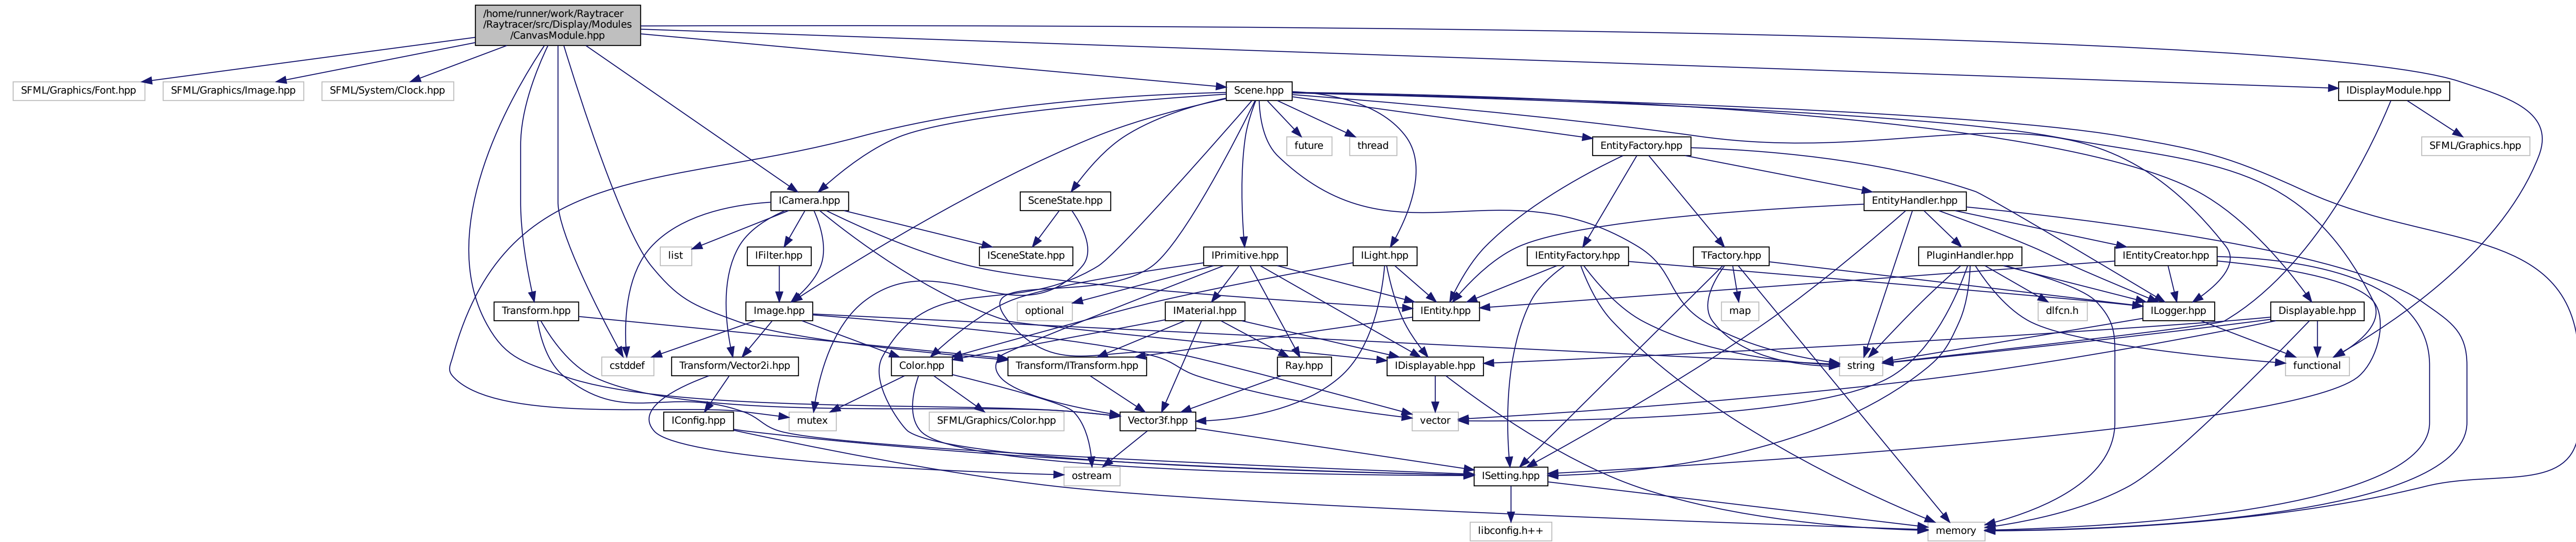 /home/runner/work/Raytracer
/Raytracer/src/Display/Modules
/CanvasModule.hpp
SFML/Graphics/Font.hpp
SFML/Graphics/Image.hpp
SFML/System/Clock.hpp
Scene.hpp
IDisplayModule.hpp
future
thread
EntityFactory.hpp
SFML/Graphics.hpp
ICamera.hpp
SceneState.hpp
EntityHandler.hpp
list
IFilter.hpp
ISceneState.hpp
IPrimitive.hpp
ILight.hpp
IEntityFactory.hpp
TFactory.hpp
PluginHandler.hpp
IEntityCreator.hpp
Transform.hpp
Image.hpp
optional
IMaterial.hpp
IEntity.hpp
map
dlfcn.h
ILogger.hpp
Displayable.hpp
cstddef
Transform/Vector2i.hpp
Color.hpp
Transform/ITransform.hpp
Ray.hpp
IDisplayable.hpp
string
functional
IConfig.hpp
mutex
SFML/Graphics/Color.hpp
Vector3f.hpp
vector
ostream
ISetting.hpp
libconfig.h++
memory